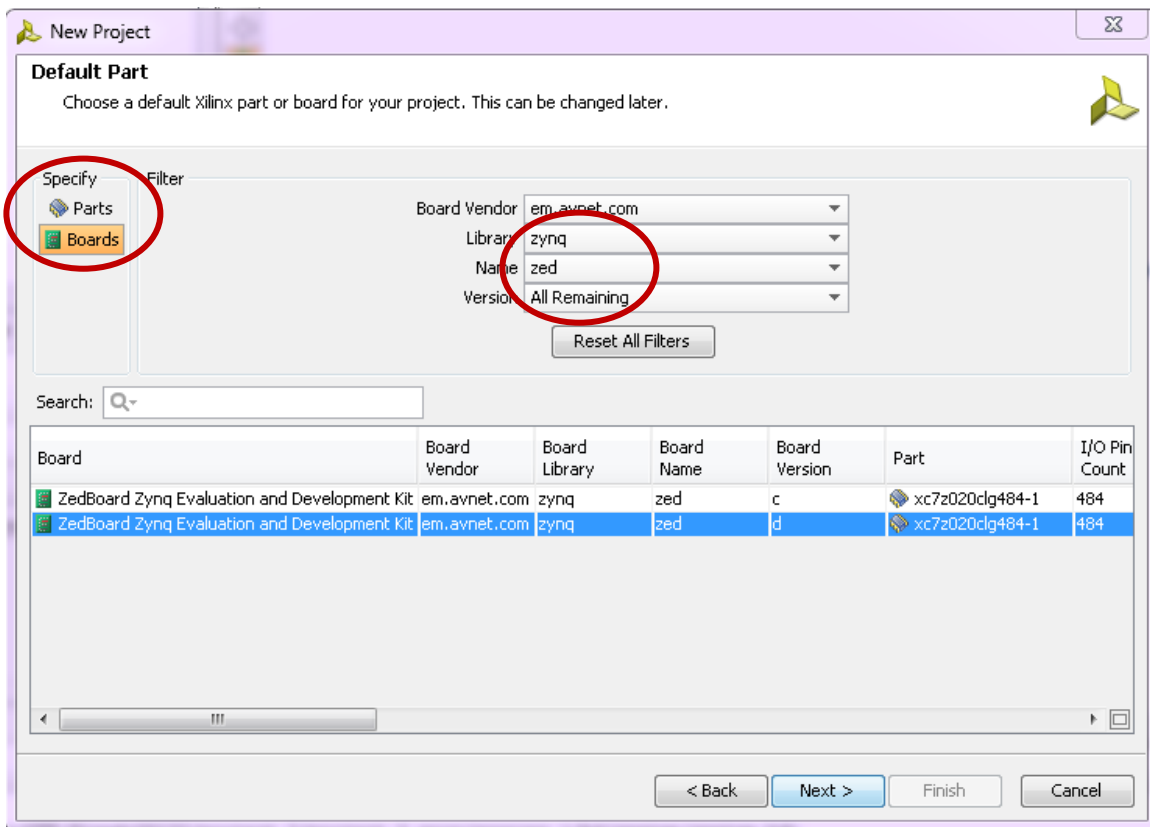 New Project
Default Part
Choose a default Xilinx part or board for your project. This can be changed later.
Specify
Parts
Boards
Filter
Board Vendor em.avnet.com
Library zynq
Name zed
Version All Remaining
Reset All Filters
Search:
Board Board Vendor Board Library Board Name Board Version Part I/O Pin Count
ZedBoard Zynq Evaluation and Development Kit em.avnet.com zynq zed c xc7z020clg484-1 484
ZedBoard Zynq Evaluation and Development Kit em.avnet.com zynq zed d xc7z020clg484-1 484
< Back Next > Finish Cancel